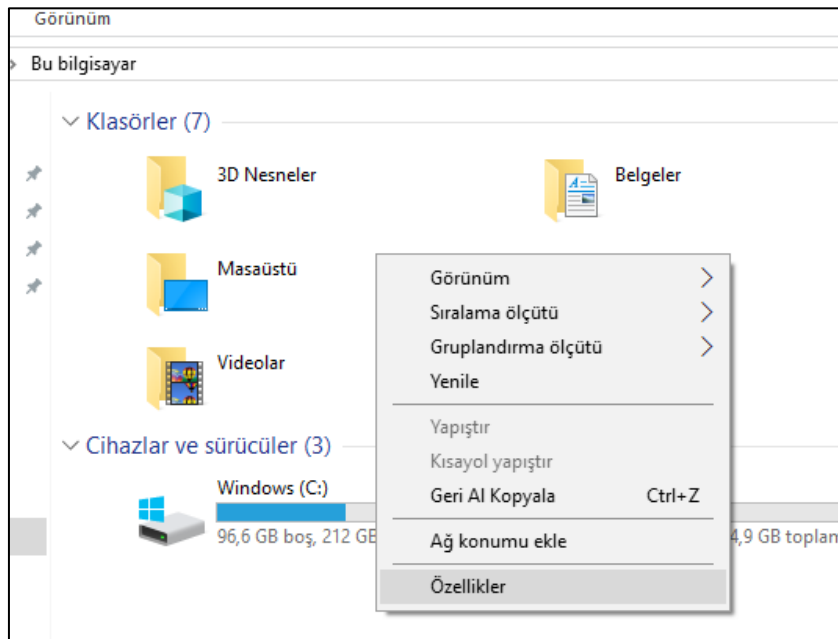 Görünüm
Bu bilgisayar
Klasörler (7)
3D Nesneler
Belgeler
Masaüstü
Videolar
Görünüm
Sıralama ölçütü
Gruplandırma ölçütü
Yenile
Yapıştır
Kısayol yapıştır
Geri Al Kopyala Ctrl+Z
Ağ konumu ekle
Özellikler
Cihazlar ve sürücüler (3)
Windows (C:)
96,6 GB boş, 212 GB
4,9 GB toplan